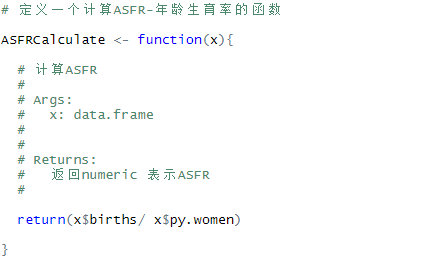 # 定义一个计算ASFR-年龄生育率的函数
ASFRCalculate <- function(x){
# 计算ASFR
#
# Args:
#   x: data.frame
#
#
# Returns:
#   返回numeric 表示ASFR
#
return(x$births/ x$py.women)
}